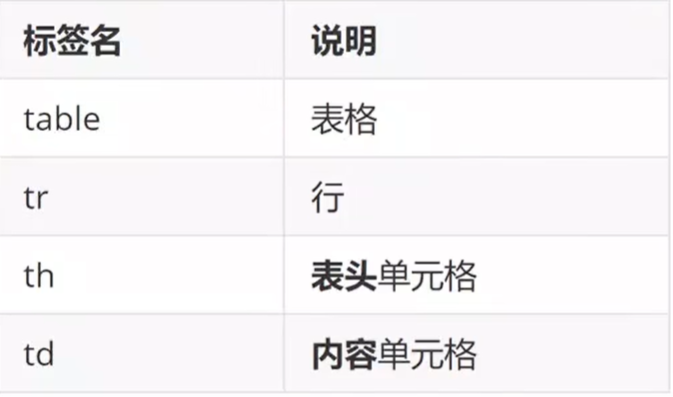 标签名 说明
table 表格
tr 行
th 表头单元格
td 内容单元格